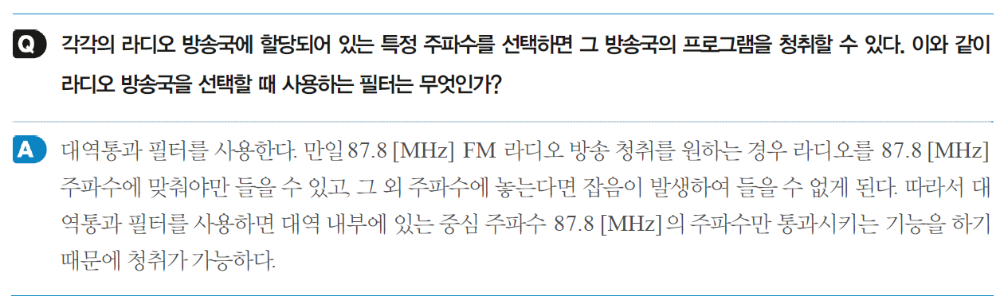 Q 각각의 라디오 방송국에 할당되어 있는 특정 주파수를 선택하면 그 방송국의 프로그램을 청취할 수 있다. 이와 같이
라디오 방송국을 선택할 때 사용하는 필터는 무엇인가?
A 대역통과 필터를 사용한다. 만일 87.8 [MHz] FM 라디오 방송 청취를 원하는 경우 라디오를 87.8 [MHz]
주파수에 맞춰야만 들을 수 있고, 그 외 주파수에 놓는다면 잡음이 발생하여 들을 수 없게 된다. 따라서 대
역통과 필터를 사용하면 대역 내부에 있는 중심 주파수 87.8 [MHz]의 주파수만 통과시키는 기능을 하기
때문에 청취가 가능하다.